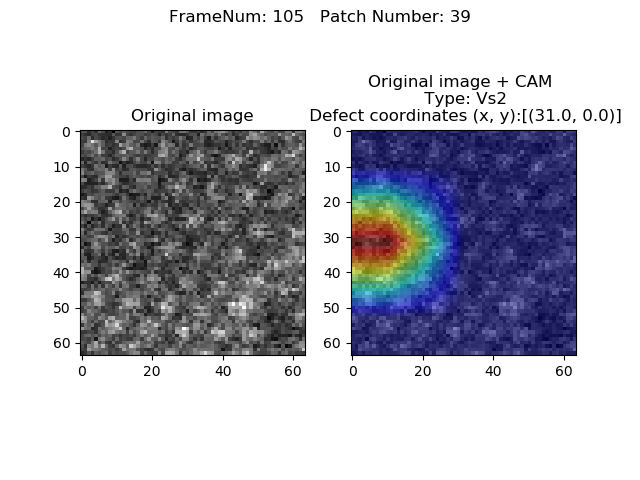 FrameNum: 105   Patch Number: 39
Original image
Original image + CAM
Type: Vs2
Defect coordinates (x, y):[(31.0, 0.0)]
0
10
20
30
40
50
60
0 20 40 60
0
10
20
30
40
50
60
0 20 40 60